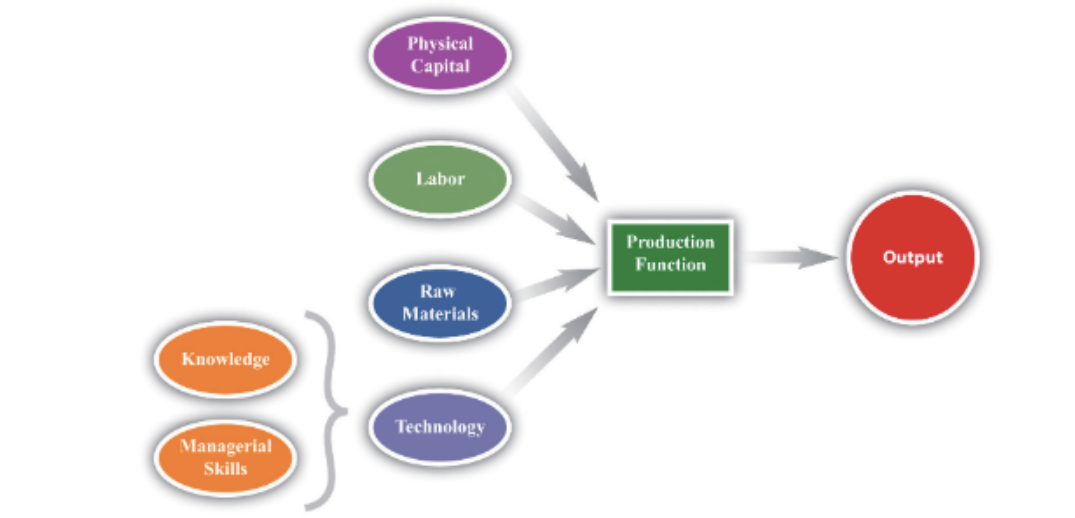 Physical
Capital
Labor
Raw
Materials
Knowledge
Managerial
Skills
Technology
Production
Function
Output